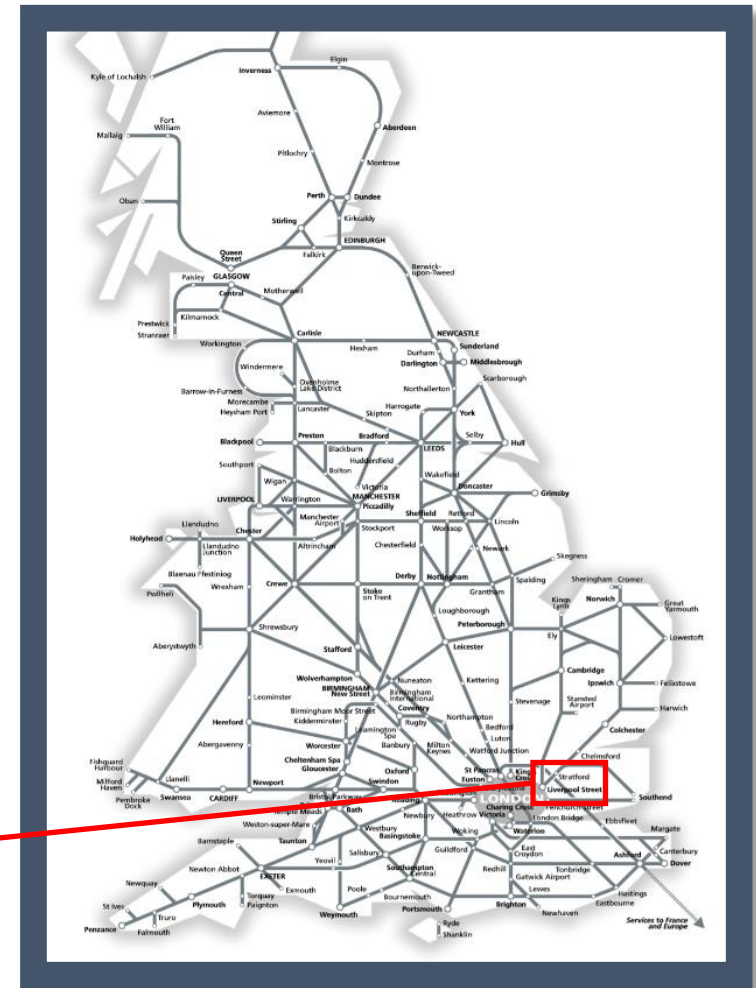 Elgin
Inverness
Kyle of Lochalsh
Aviemore
Fort
William
Mallaig
Aberdeen
Pitlochry
Montrose
Perth
Dundee
Oban
Stirling
Kirkcaldy
EDINBURGH
Queen
Street
Falkirk
Berwick-
upon-Tweed
Paisley
GLASGOW
Central
Motherwell
Kilmarnock
Prestwick
Stranraer
Carlisle
NEWCASTLE
Workington
Hexham
Sunderland
Durham
Darlington
Middlesbrough
Windermere
Oxenholme
Lake District
Northallerton
Scarborough
Barrow-in-Furness
Morecambe
Heysham Port
Lancaster
Harrogate
Skipton
York
Blackpool
Preston
Bradford
Selby
Hull
Blackburn
LEEDS
Huddersfield
Southport
Bolton
Wakefield
Wigan
Victoria
Doncaster
Grimsby
MANCHESTER
LIVERPOOL
Warrington
Piccadilly
Manchester
Airport
Sheffield
Retford
Lincoln
Llandudno
Chester
Stockport
Worksop
Holyhead
Llandudno
Junction
Altrincham
Chesterfield
Newark
Skegness
Blaenau Ffestiniog
Wrexham
Crewe
Stoke
on Trent
Derby
Nottingham
Grantham
Spalding
Sheringham
Cromer
Pwllheli
Kings
Lynn
Norwich
Great
Yarmouth
Loughborough
Peterborough
Shrewsbury
Ely
Lowestoft
Aberystwyth
Stafford
Leicester
Wolverhampton
Cambridge
BIRMINGHAM
New Street
Nuneaton
Kettering
Ipswich
Felixstowe
Birmingham
International
Leominster
Coventry
Stevenage
Stansted
Airport
Harwich
Birmingham Moor Street
Kidderminster
Rugby
Northampton
Hereford
Leamington
Spa
Bedford
Colchester
Abergavenny
Worcester
Banbury
Milton
Keynes
Luton
Watford Junction
Chelmsford
Cheltenham Spa
Gloucester
Fishguard
Harbour
Oxford
St Pancras
Kings
Euston
Stratford
Milford
Haven
Llanelli
Swindon
Liverpool Street
Pembroke
Dock
Swansea
CARDIFF
Newport
Reading
LONDON
Southend
Fenchurch Street
Bath
Charing Cross
Newbury
Heathrow
Victoria
London Bridge
Ebbsfleet
Weston-super-Mare
Westbury
Basingstoke
Waterloo
Margate
Barnstaple
Taunton
Woking
East
Croydon
Canterbury
Salisbury
Guildford
Ashford
Dover
Newton Abbot
Yeovil
Southampton
Central
Redhill
Gatwick Airport
Tonbridge
EXETER
Newquay
Exmouth
Poole
Lewes
Hastings
Torquay
Paignton
Bournemouth
Eastbourne
St Ives
Plymouth
Weymouth
Portsmouth
Brighton
Newhaven
Truro
Ryde
Services to France
and Europe
Penzance
Falmouth
Shanklin